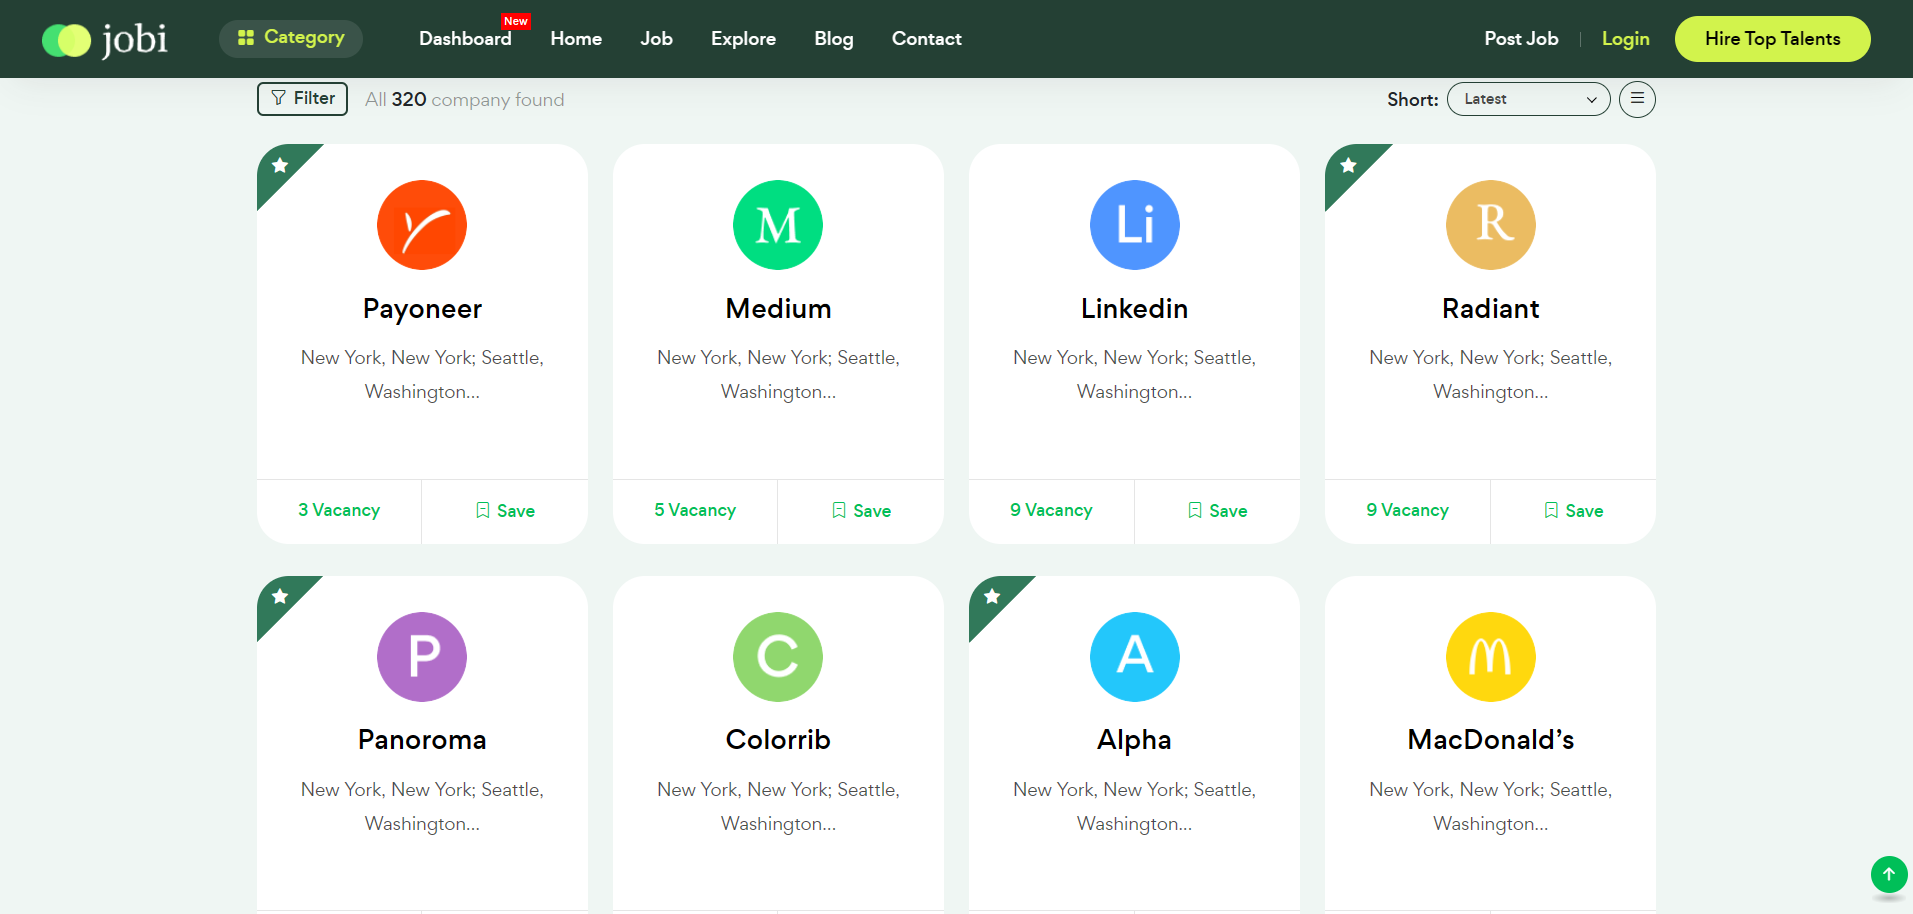 jobi
Category
Dashboard
New
Home
Job
Explore
Blog
Contact
Post Job
Login
Hire Top Talents
Filter
All 320 company found
Short:
Latest
Payoneer
New York, New York; Seattle,
Washington...
3 Vacancy
Save
M
Medium
New York, New York; Seattle,
Washington...
5 Vacancy
Save
Li
Linkedin
New York, New York; Seattle,
Washington...
9 Vacancy
Save
R
Radiant
New York, New York; Seattle,
Washington...
9 Vacancy
Save
P
Panoroma
New York, New York; Seattle,
Washington...
C
Colorrib
New York, New York; Seattle,
Washington...
A
Alpha
New York, New York; Seattle,
Washington...
M
MacDonald’s
New York, New York; Seattle,
Washington...